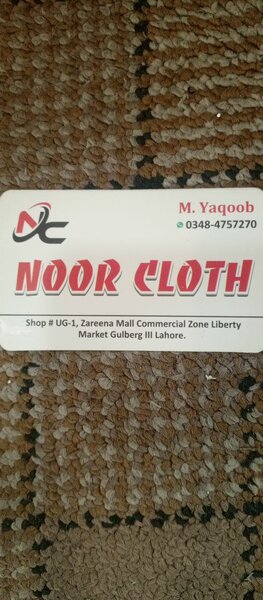 NC
M. Yaqoob
0348-4757270
NOOR CLOTH
Shop # UG-1, Zareena Mall Commercial Zone Liberty
Market Gulberg III Lahore.